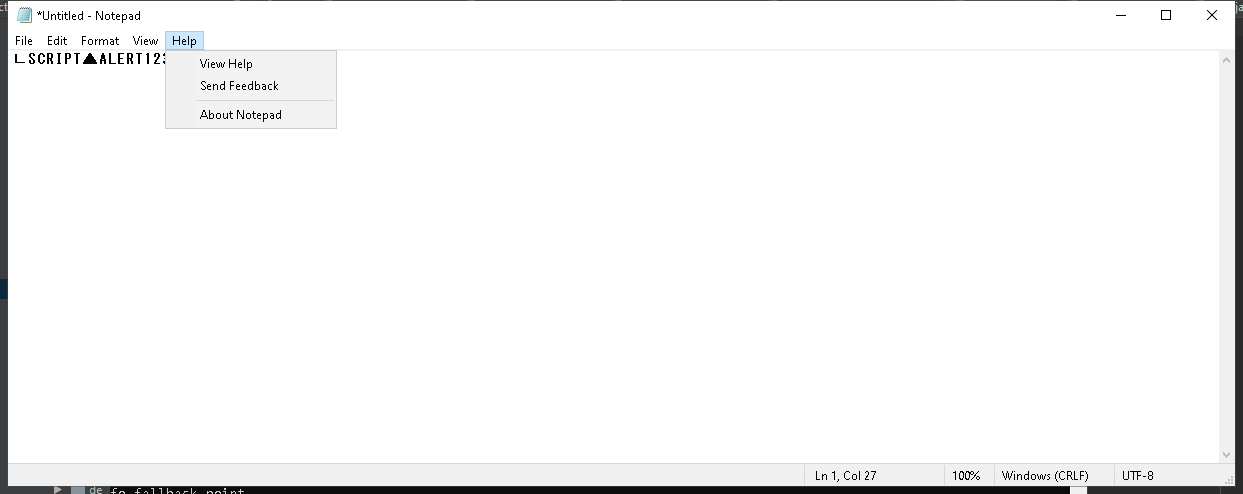 *Untitled - Notepad
File Edit Format View Help
∟SCRIPT▲ALERT123
View Help
Send Feedback
About Notepad
Ln 1, Col 27 100% Windows (CRLF) UTF-8
de fo fallback point